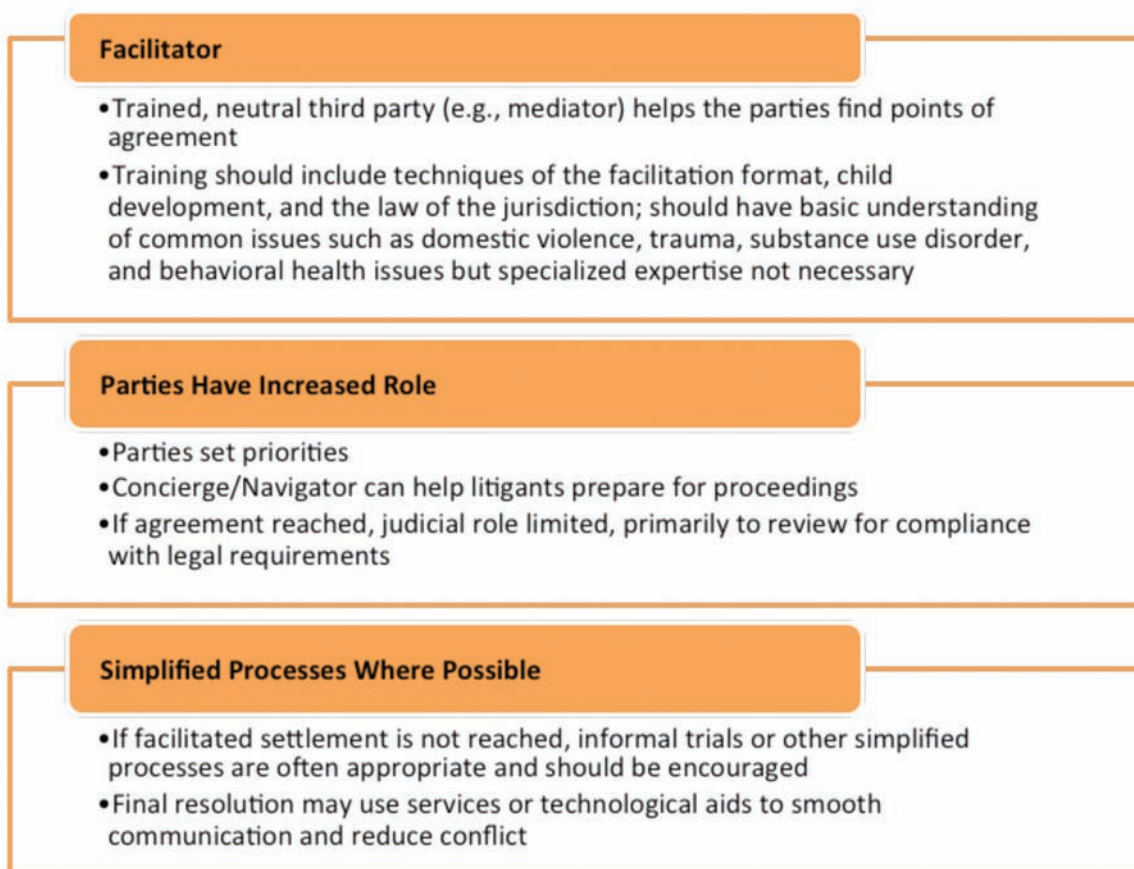 Facilitator
•Trained, neutral third party (e.g., mediator) helps the parties find points of
agreement
•Training should include techniques of the facilitation format, child
development, and the law of the jurisdiction; should have basic understanding
of common issues such as domestic violence, trauma, substance use disorder,
and behavioral health issues but specialized expertise not necessary
Parties Have Increased Role
•Parties set priorities
•Concierge/Navigator can help litigants prepare for proceedings
•If agreement reached, judicial role limited, primarily to review for compliance
with legal requirements
Simplified Processes Where Possible
•If facilitated settlement is not reached, informal trials or other simplified
processes are often appropriate and should be encouraged
•Final resolution may use services or technological aids to smooth
communication and reduce conflict